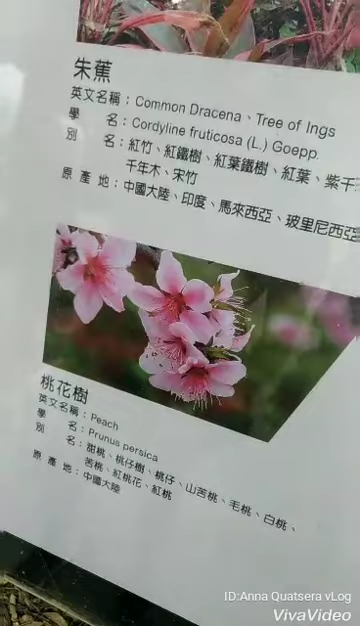 朱蕉
英文名稱：Common Dracena、Tree of Ings
學名：Cordyline fruticosa (L.) Goepp.
別名：紅竹、紅鐵樹、紅葉鐵樹、紅葉、紫千
千年木、宋竹
原產地：中國大陸、印度、馬來西亞、玻里尼西亞
桃花樹
英文名稱：Peach
學名：Prunus persica
別名：甜桃、桃仔樹、桃仔、山苦桃、毛桃、白桃、
苦桃、紅桃花、紅桃
原產地：中國大陸
ID:Anna Quatsera vLog
VivaVideo